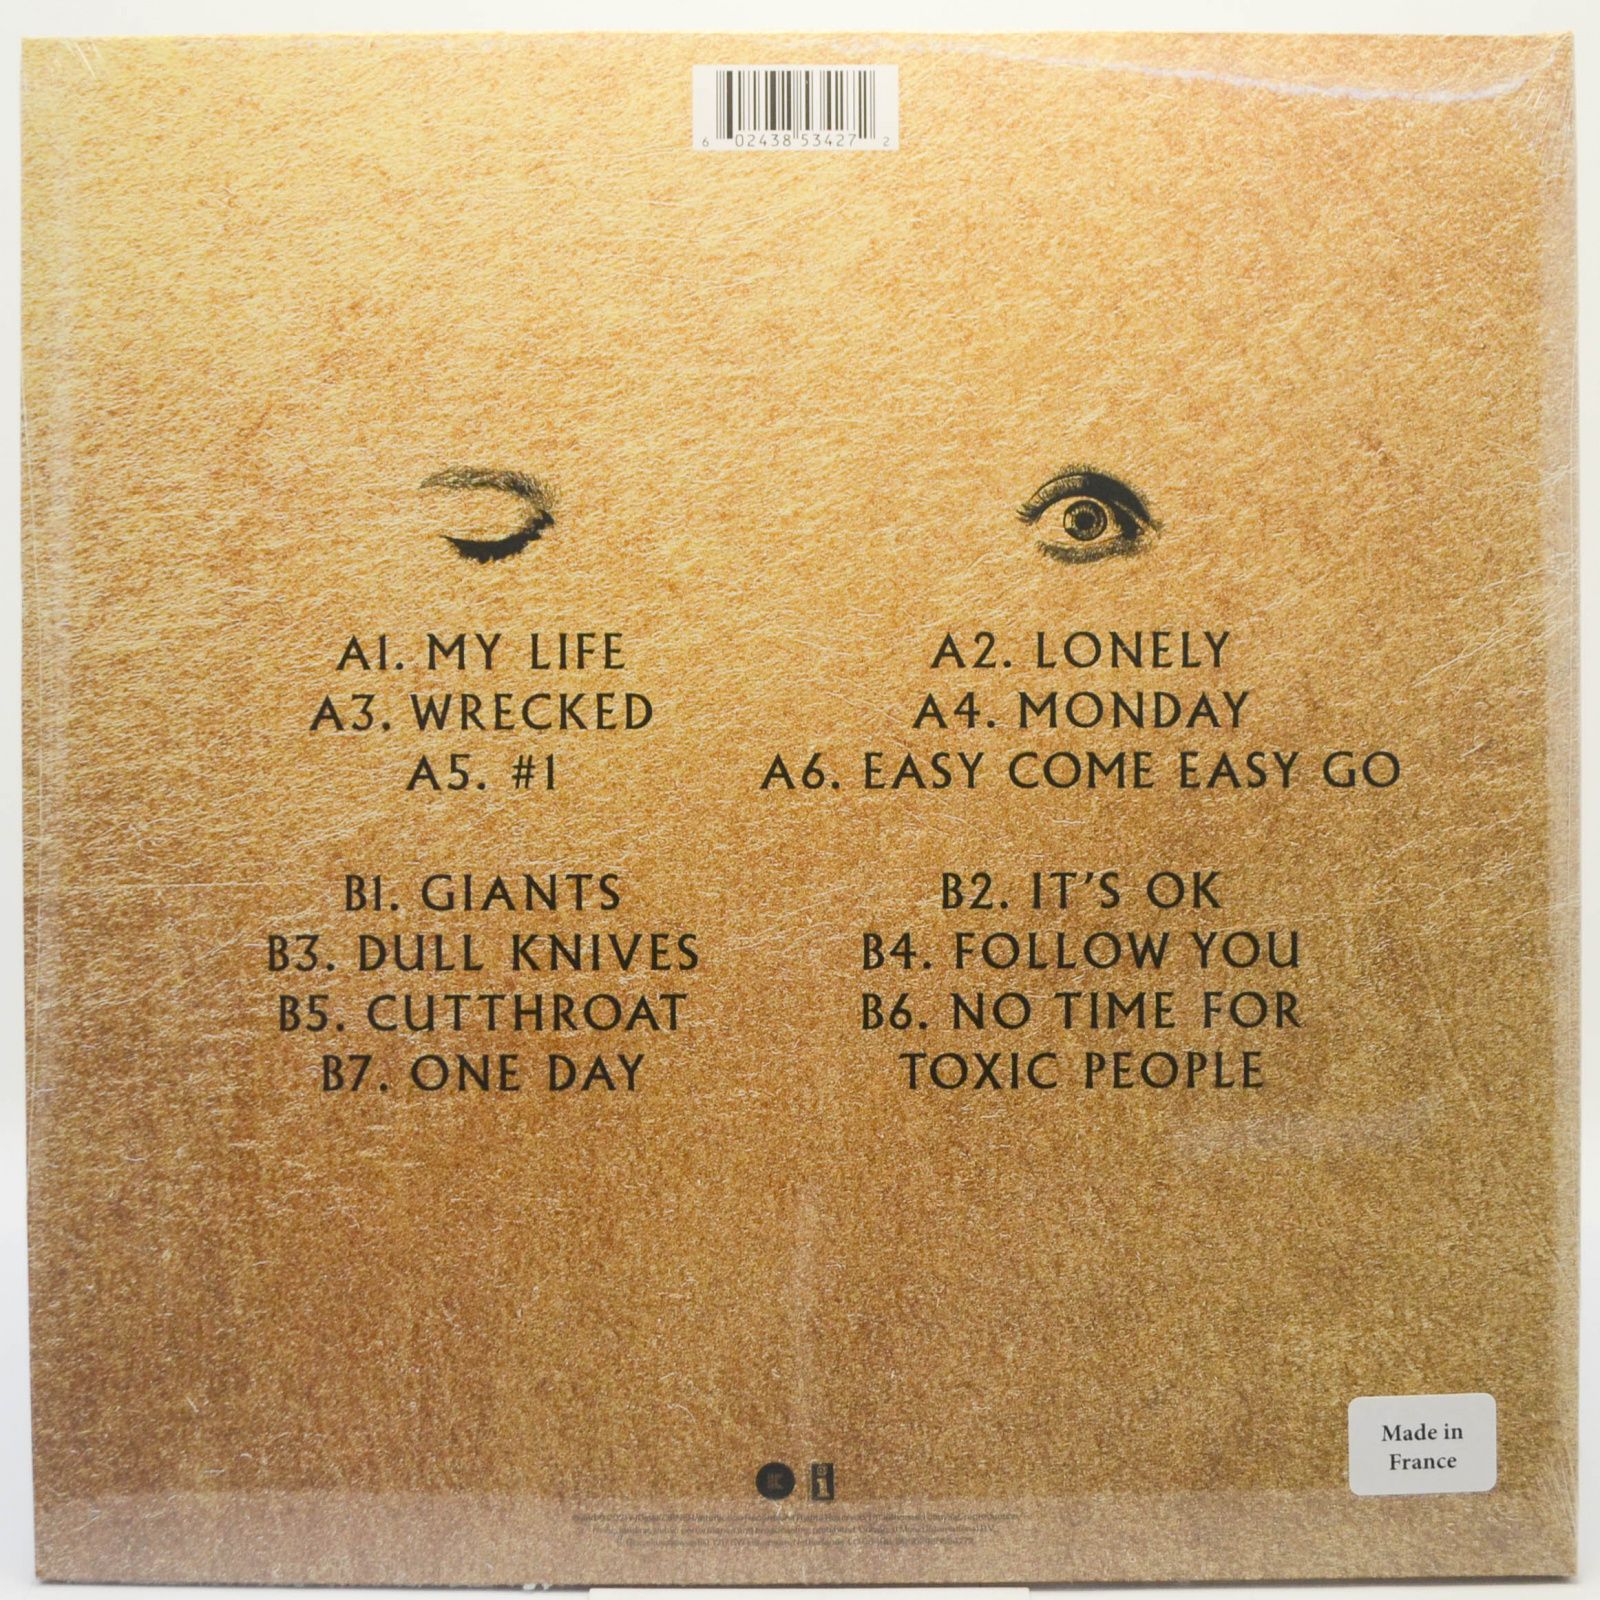 6 02438 53427 2
A1. MY LIFE
A2. LONELY
A3. WRECKED
A4. MONDAY
A5. #1
A6. EASY COME EASY GO
B1. GIANTS
B2. IT'S OK
B3. DULL KNIVES
B4. FOLLOW YOU
B5. CUTTHROAT
B6. NO TIME FOR
TOXIC PEOPLE
B7. ONE DAY
Made in
France